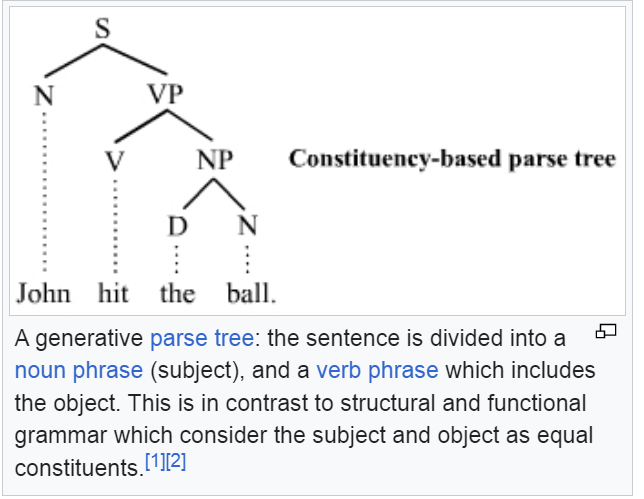 S
N VP
V NP Constituency-based parse tree
D N
John hit the ball.
A generative parse tree: the sentence is divided into a
noun phrase (subject), and a verb phrase which includes
the object. This is in contrast to structural and functional
grammar which consider the subject and object as equal
constituents.[1][2]